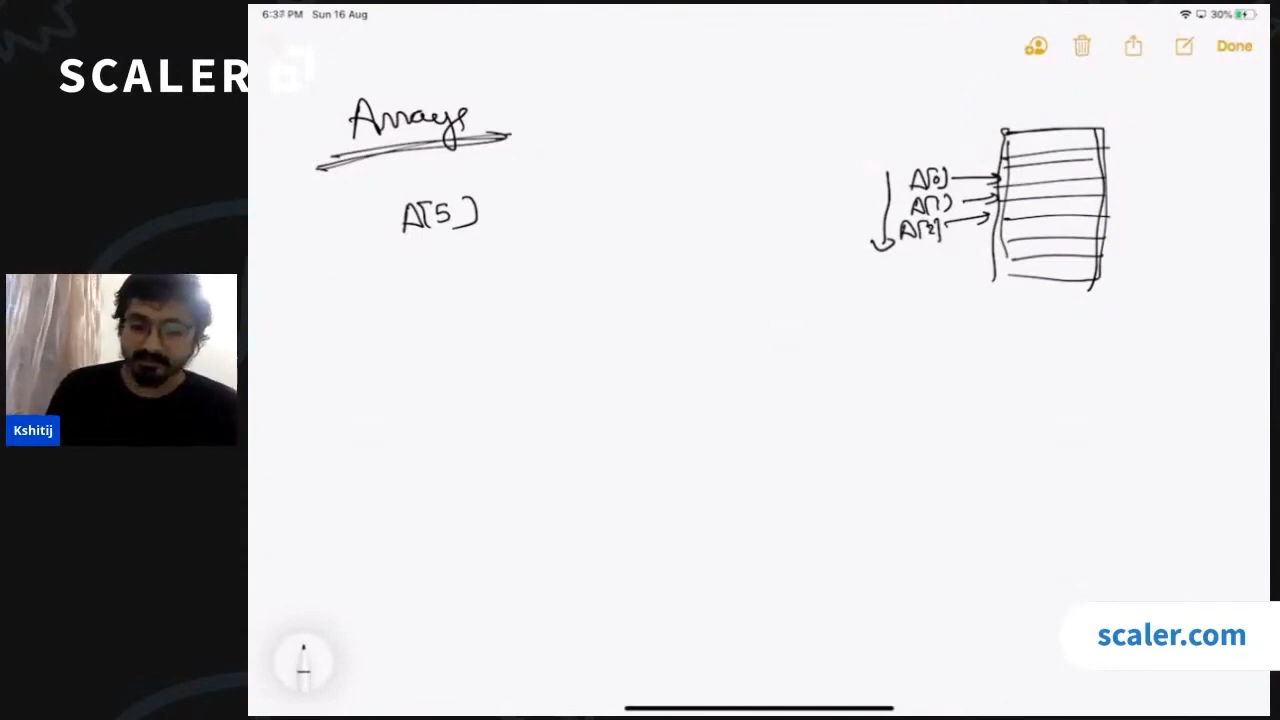 6:37 PM Sun 16 Aug
30%
SCALER
Done
Arrays
A[5]
A[0]
A[1]
A[2]
Kshitij
scaler.com